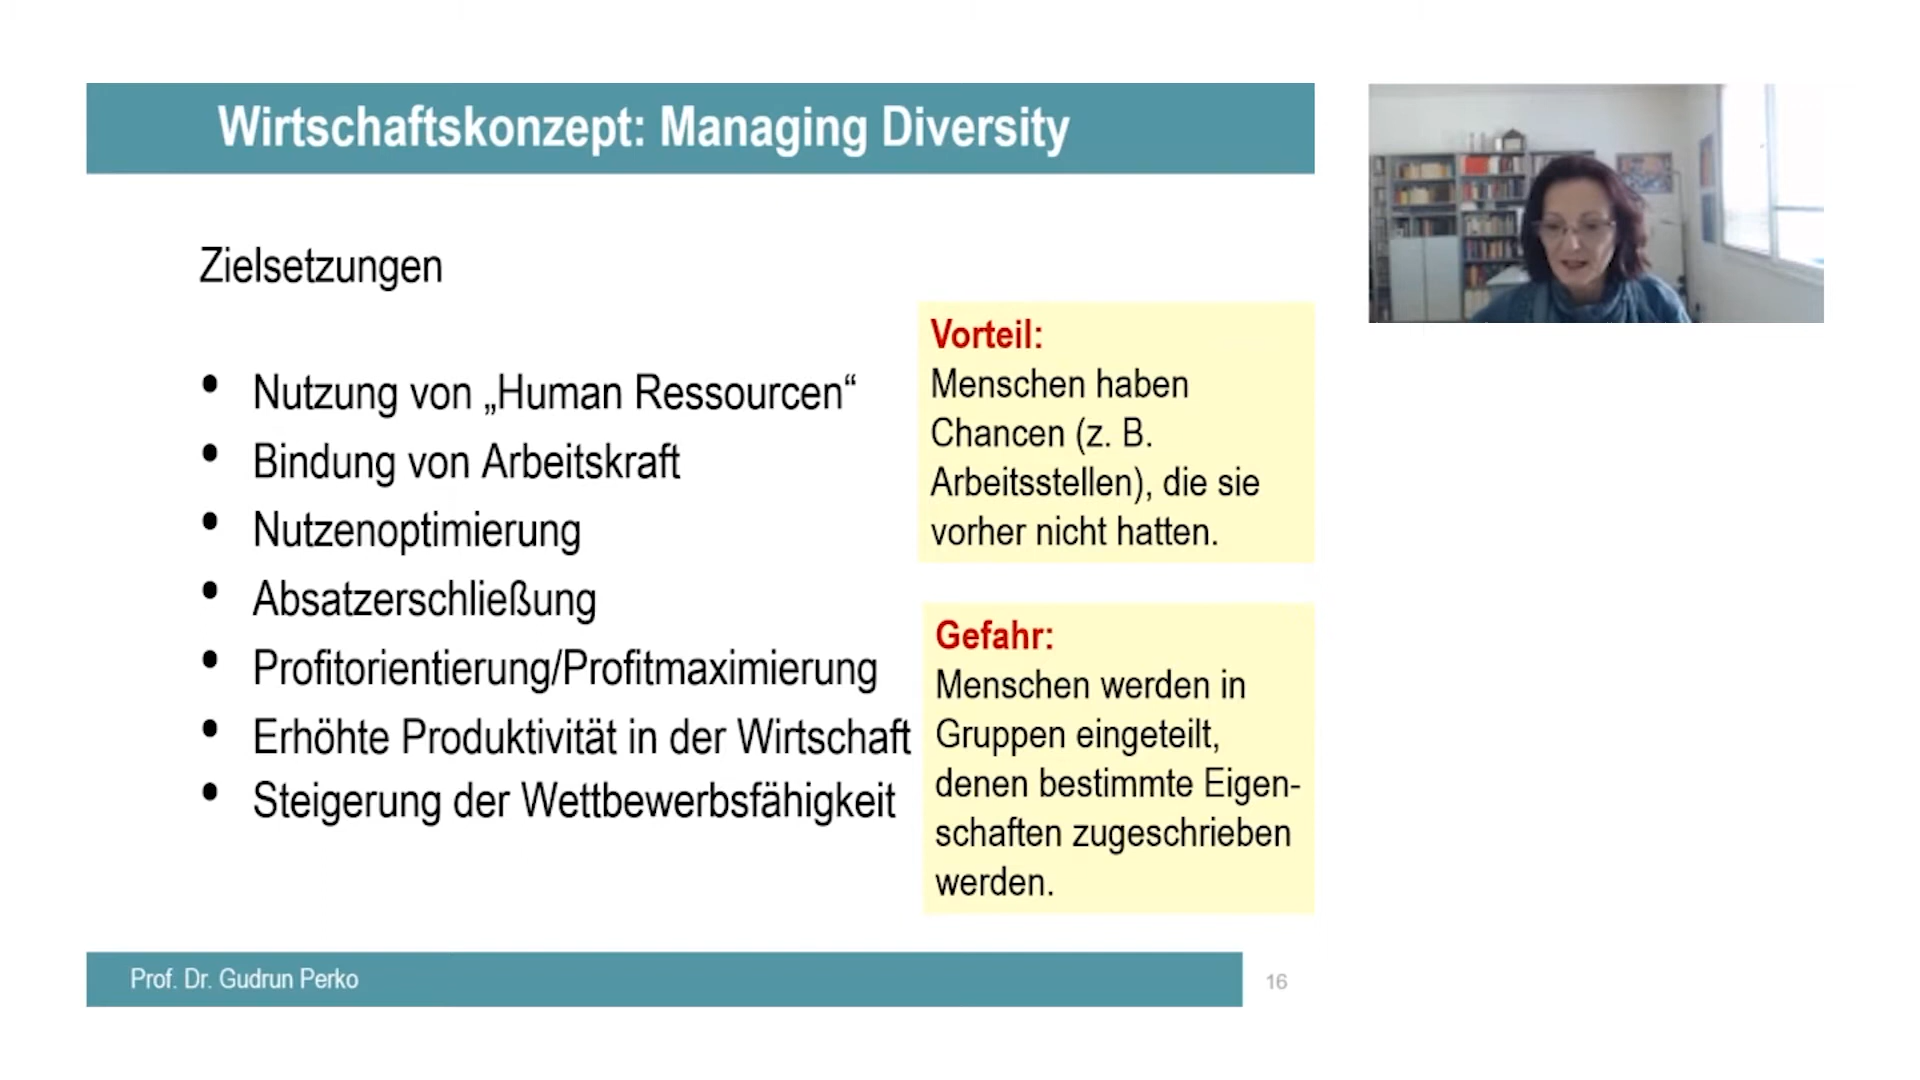 Wirtschaftskonzept: Managing Diversity
Zielsetzungen
• Nutzung von „Human Ressourcen“
• Bindung von Arbeitskraft
• Nutzenoptimierung
• Absatzerschließung
• Profitorientierung/Profitmaximierung
• Erhöhte Produktivität in der Wirtschaft
• Steigerung der Wettbewerbsfähigkeit
Vorteil:
Menschen haben
Chancen (z. B.
Arbeitsstellen), die sie
vorher nicht hatten.
Gefahr:
Menschen werden in
Gruppen eingeteilt,
denen bestimmte Eigen-
schaften zugeschrieben
werden.
Prof. Dr. Gudrun Perko
16